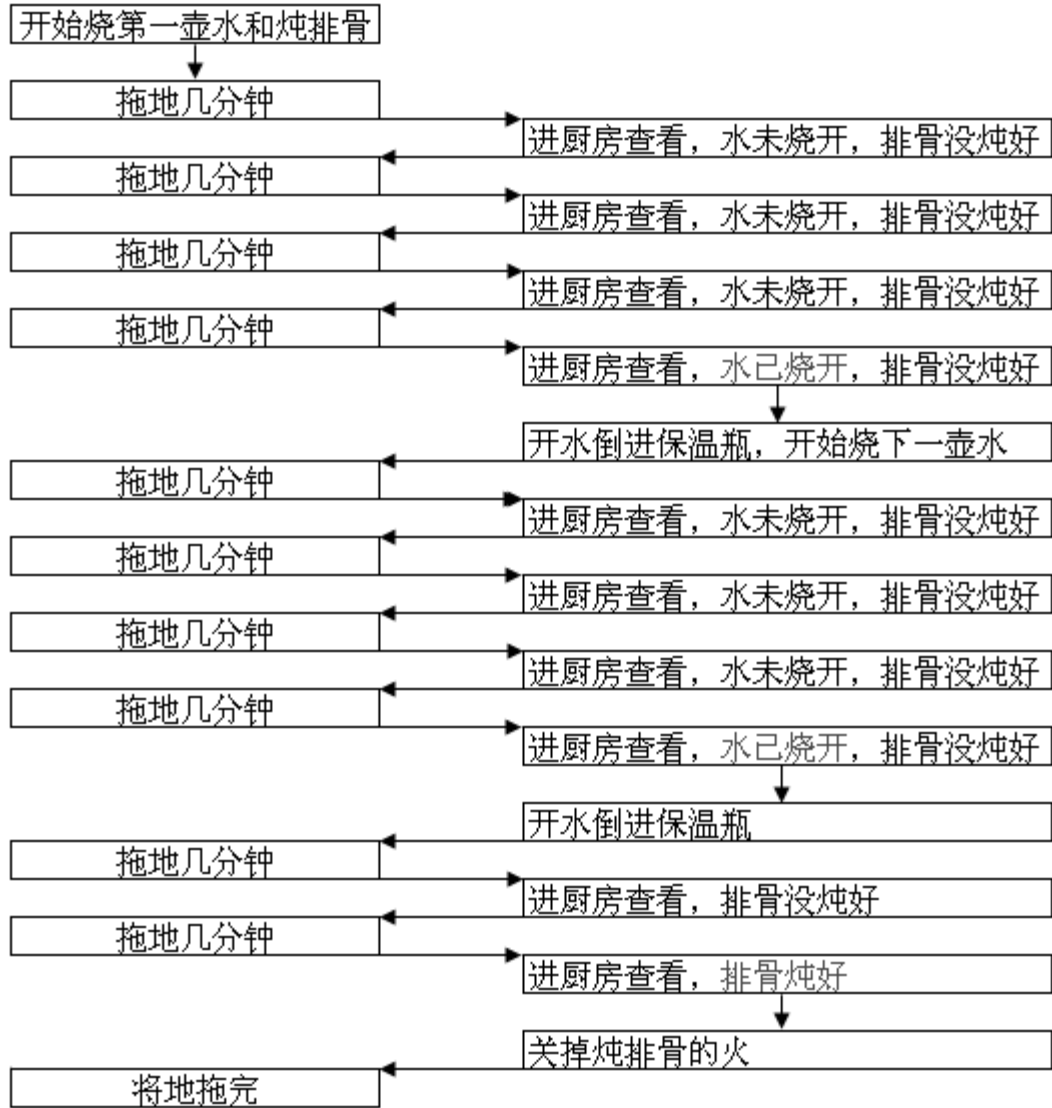 开始烧第一壶水和炖排骨
拖地几分钟
进厨房查看，水未烧开，排骨没炖好
拖地几分钟
进厨房查看，水未烧开，排骨没炖好
拖地几分钟
进厨房查看，水未烧开，排骨没炖好
拖地几分钟
进厨房查看，水已烧开，排骨没炖好
开水倒进保温瓶，开始烧下一壶水
拖地几分钟
进厨房查看，水未烧开，排骨没炖好
拖地几分钟
进厨房查看，水未烧开，排骨没炖好
拖地几分钟
进厨房查看，水未烧开，排骨没炖好
拖地几分钟
进厨房查看，水已烧开，排骨没炖好
开水倒进保温瓶
拖地几分钟
进厨房查看，排骨没炖好
拖地几分钟
进厨房查看，排骨炖好
关掉炖排骨的火
将地拖完